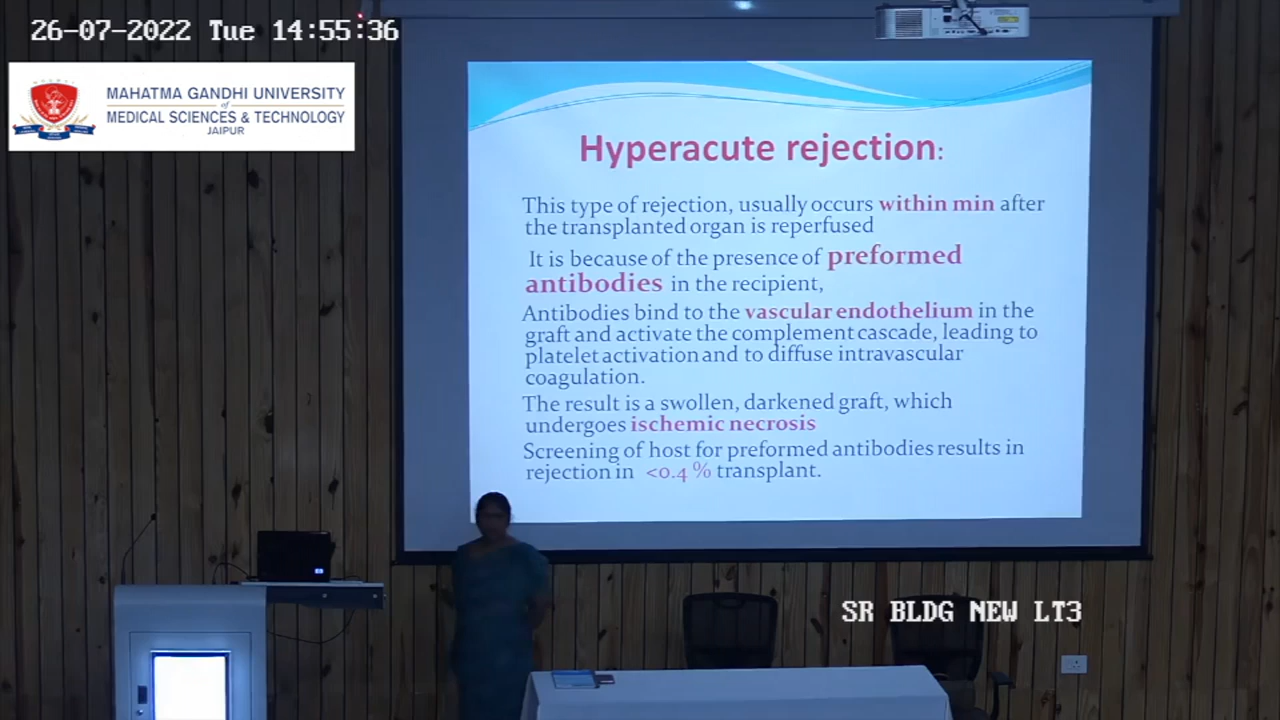 26-07-2022 Tue 14:55:36
MAHATMA GANDHI UNIVERSITY
of
MEDICAL SCIENCES & TECHNOLOGY
JAIPUR
Hyperacute rejection:
This type of rejection, usually occurs within min after
the transplanted organ is reperfused
It is because of the presence of preformed
antibodies in the recipient,
Antibodies bind to the vascular endothelium in the
graft and activate the complement cascade, leading to
platelet activation and to diffuse intravascular
coagulation.
The result is a swollen, darkened graft, which
undergoes ischemic necrosis
Screening of host for preformed antibodies results in
rejection in <0.4 % transplant.
SR BLDG NEW LT3